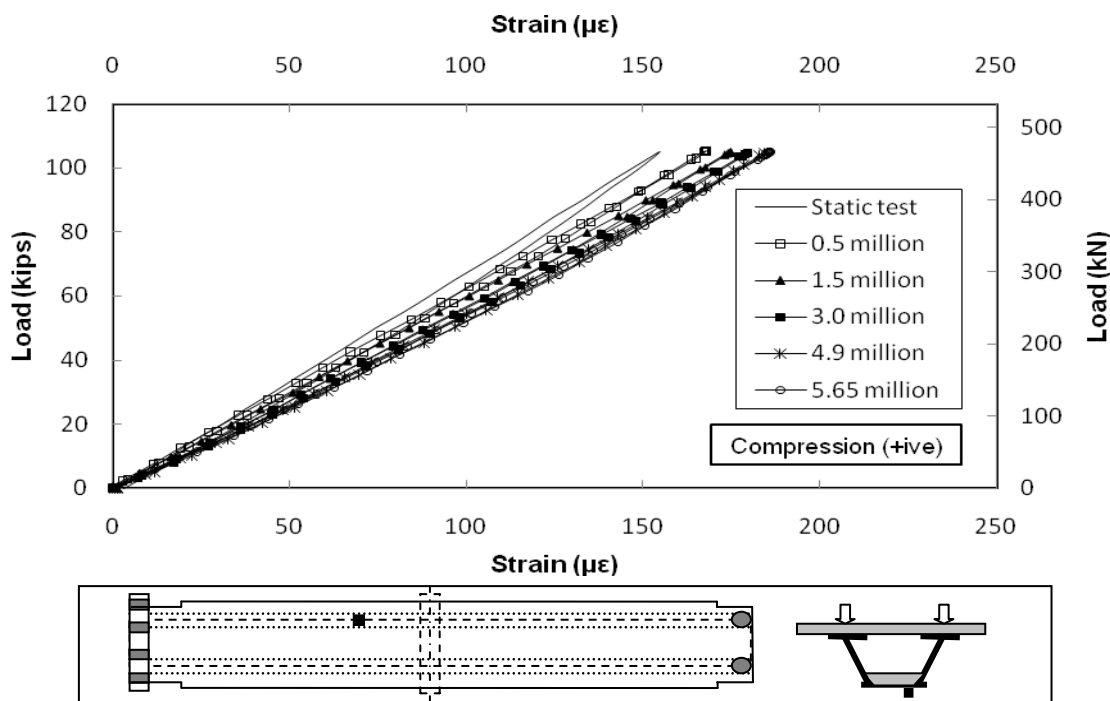 Strain (με)
0 50 100 150 200 250
120
100
80
60
40
20
0
Load (kips)
500
400
300
200
100
0
Load (kN)
Static test
0.5 million
1.5 million
3.0 million
4.9 million
5.65 million
Compression (+ive)
0 50 100 150 200 250
Strain (με)